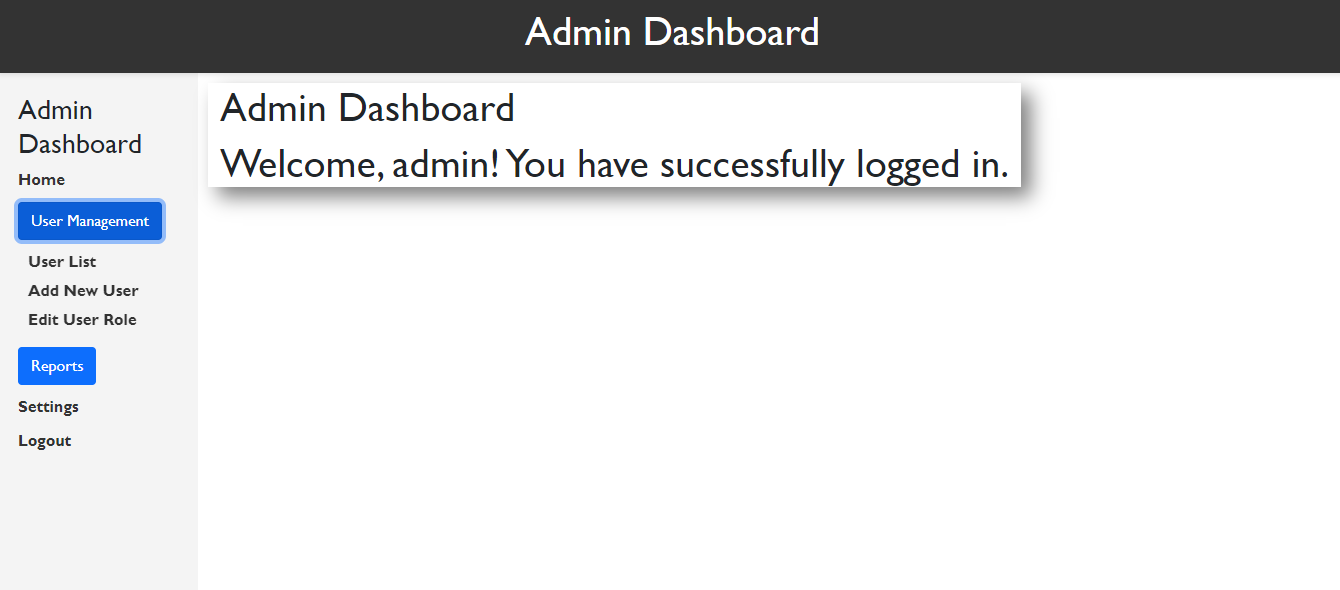 Admin Dashboard
Admin
Dashboard
Home
User Management
User List
Add New User
Edit User Role
Reports
Settings
Logout
Admin Dashboard
Welcome, admin! You have successfully logged in.